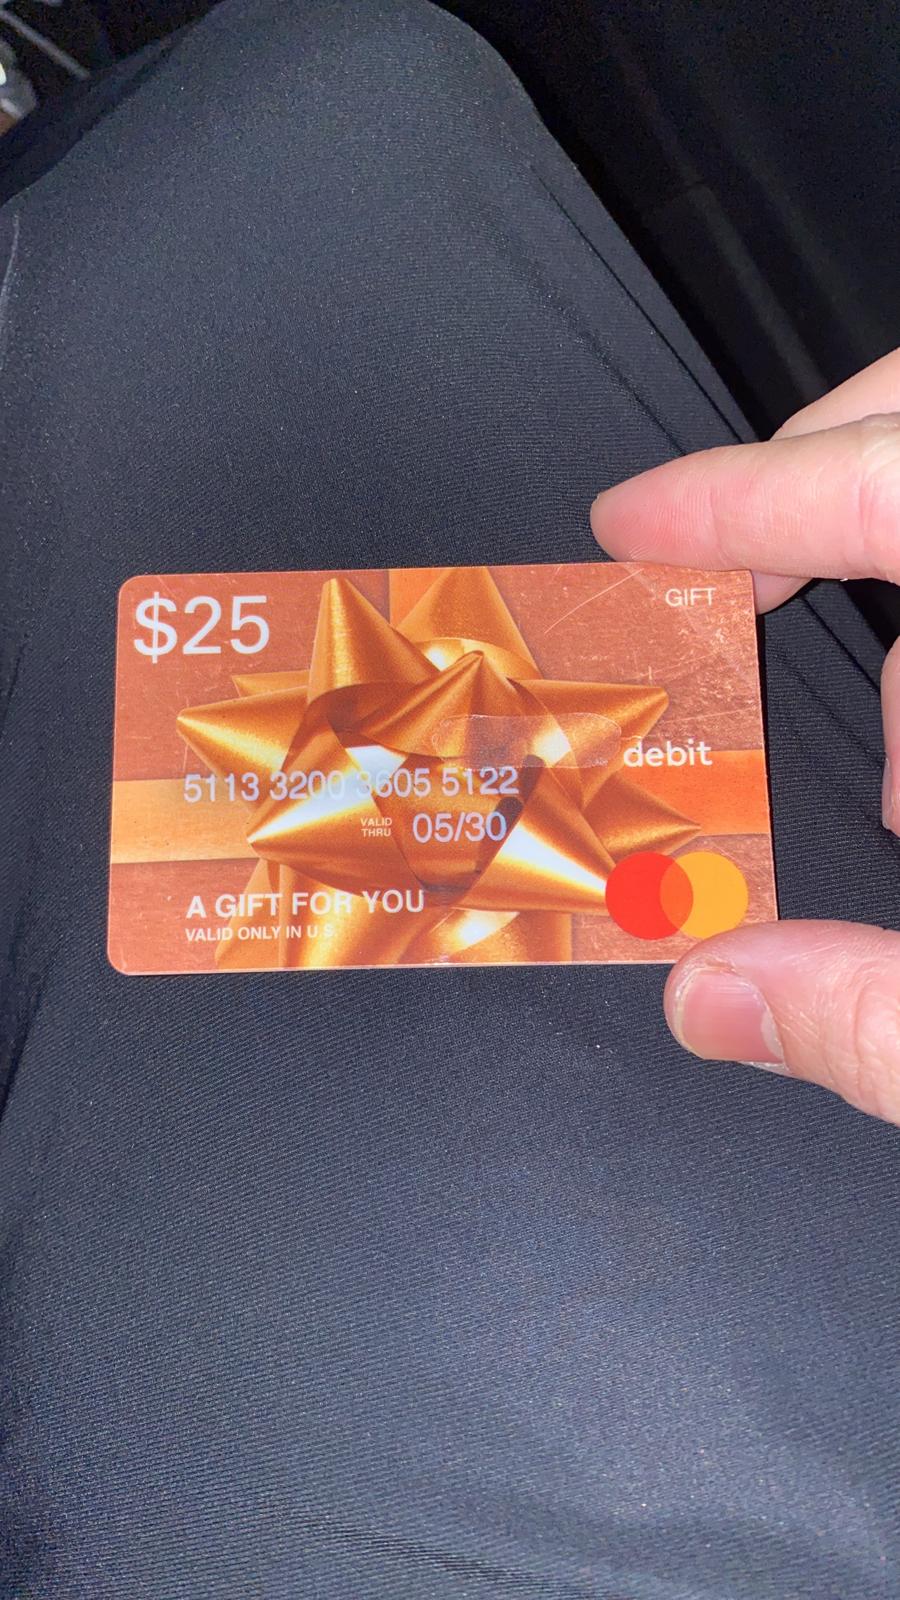 $25
GIFT
debit
5113 3200 3605 5122
VALID
THRU
05/30
A GIFT FOR YOU
VALID ONLY IN U.S.